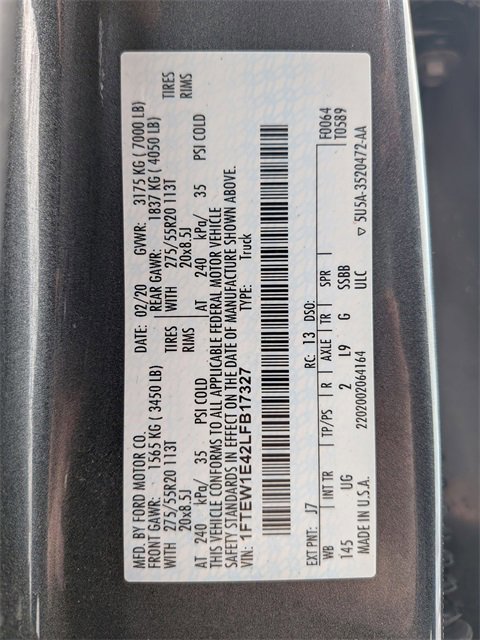 MFD. BY FORD MOTOR CO.
DATE: 02/20 GVWR: 3175 KG ( 7000 LB)
FRONT GAWR: 1565 KG ( 3450 LB) REAR GAWR: 1837 KG ( 4050 LB)
WITH 275/55R20 113T TIRES WITH 275/55R20 113T TIRES
20x8.5J RIMS 20x8.5J RIMS
AT 240 kPa/ 35 PSI COLD AT 240 kPa/ 35 PSI COLD
THIS VEHICLE CONFORMS TO ALL APPLICABLE FEDERAL MOTOR VEHICLE
SAFETY STANDARDS IN EFFECT ON THE DATE OF MANUFACTURE SHOWN ABOVE.
VIN: 1FTEW1E42LFB17327 TYPE: Truck
F0064
EXT PNT: J7 RC: 13 DSO: T0589
WB INT TR TP/PS R AXLE TR SPR
145 UG 2 L9 G SSBB ULC
MADE IN U.S.A. 2202002064164 ▽ 5U5A-3520472-AA